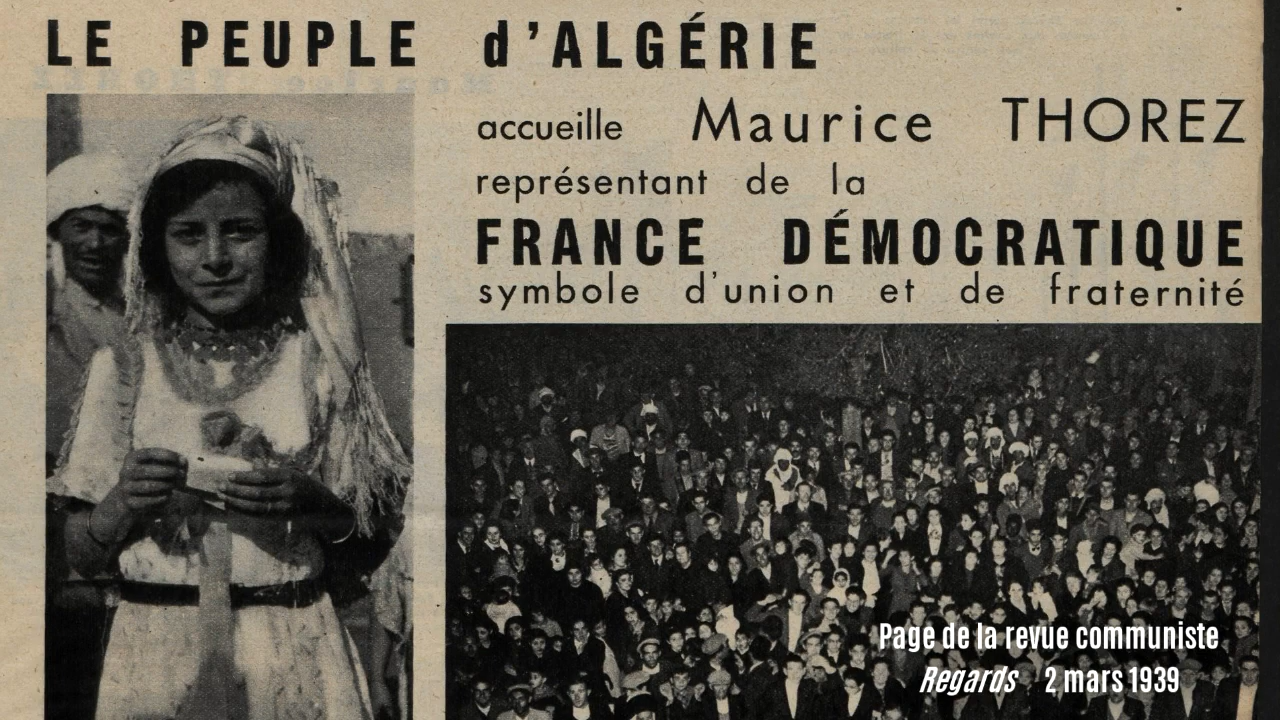 LE PEUPLE d'ALGÉRIE
accueille Maurice THOREZ
représentant de la
FRANCE DÉMOCRATIQUE
symbole d'union et de fraternité
Page de la revue communiste
Regards 2 mars 1939